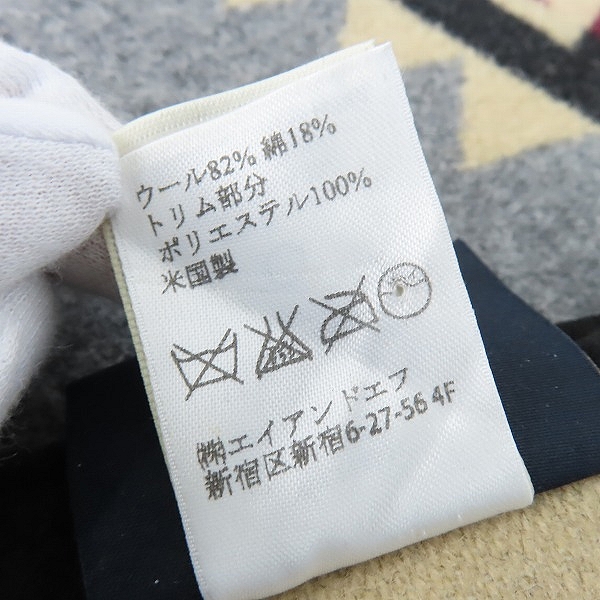 ウール82% 綿18%
トリム部分
ポリエステル100%
米国製
㈱エイアンドエフ
新宿区新宿6-27-56 4F